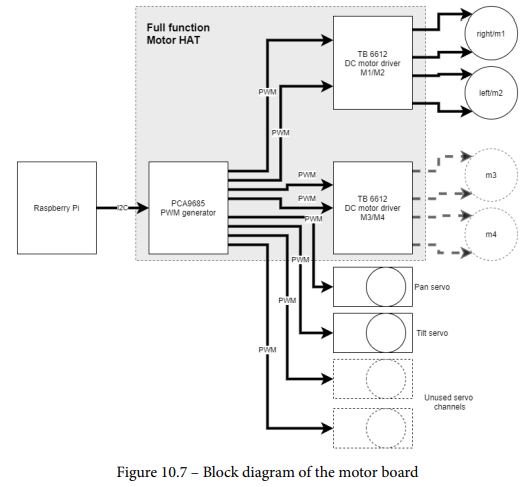 Full function
Motor HAT
TB 6612
DC motor driver
M1/M2
right/m1
left/m2
PWM
PWM
Raspberry Pi
I2C
PCA9685
PWM generator
PWM
PWM
TB 6612
DC motor driver
M3/M4
m3
m4
PWM
PWM
Pan servo
PWM
Tilt servo
PWM
Unused servo
channels
Figure 10.7 – Block diagram of the motor board